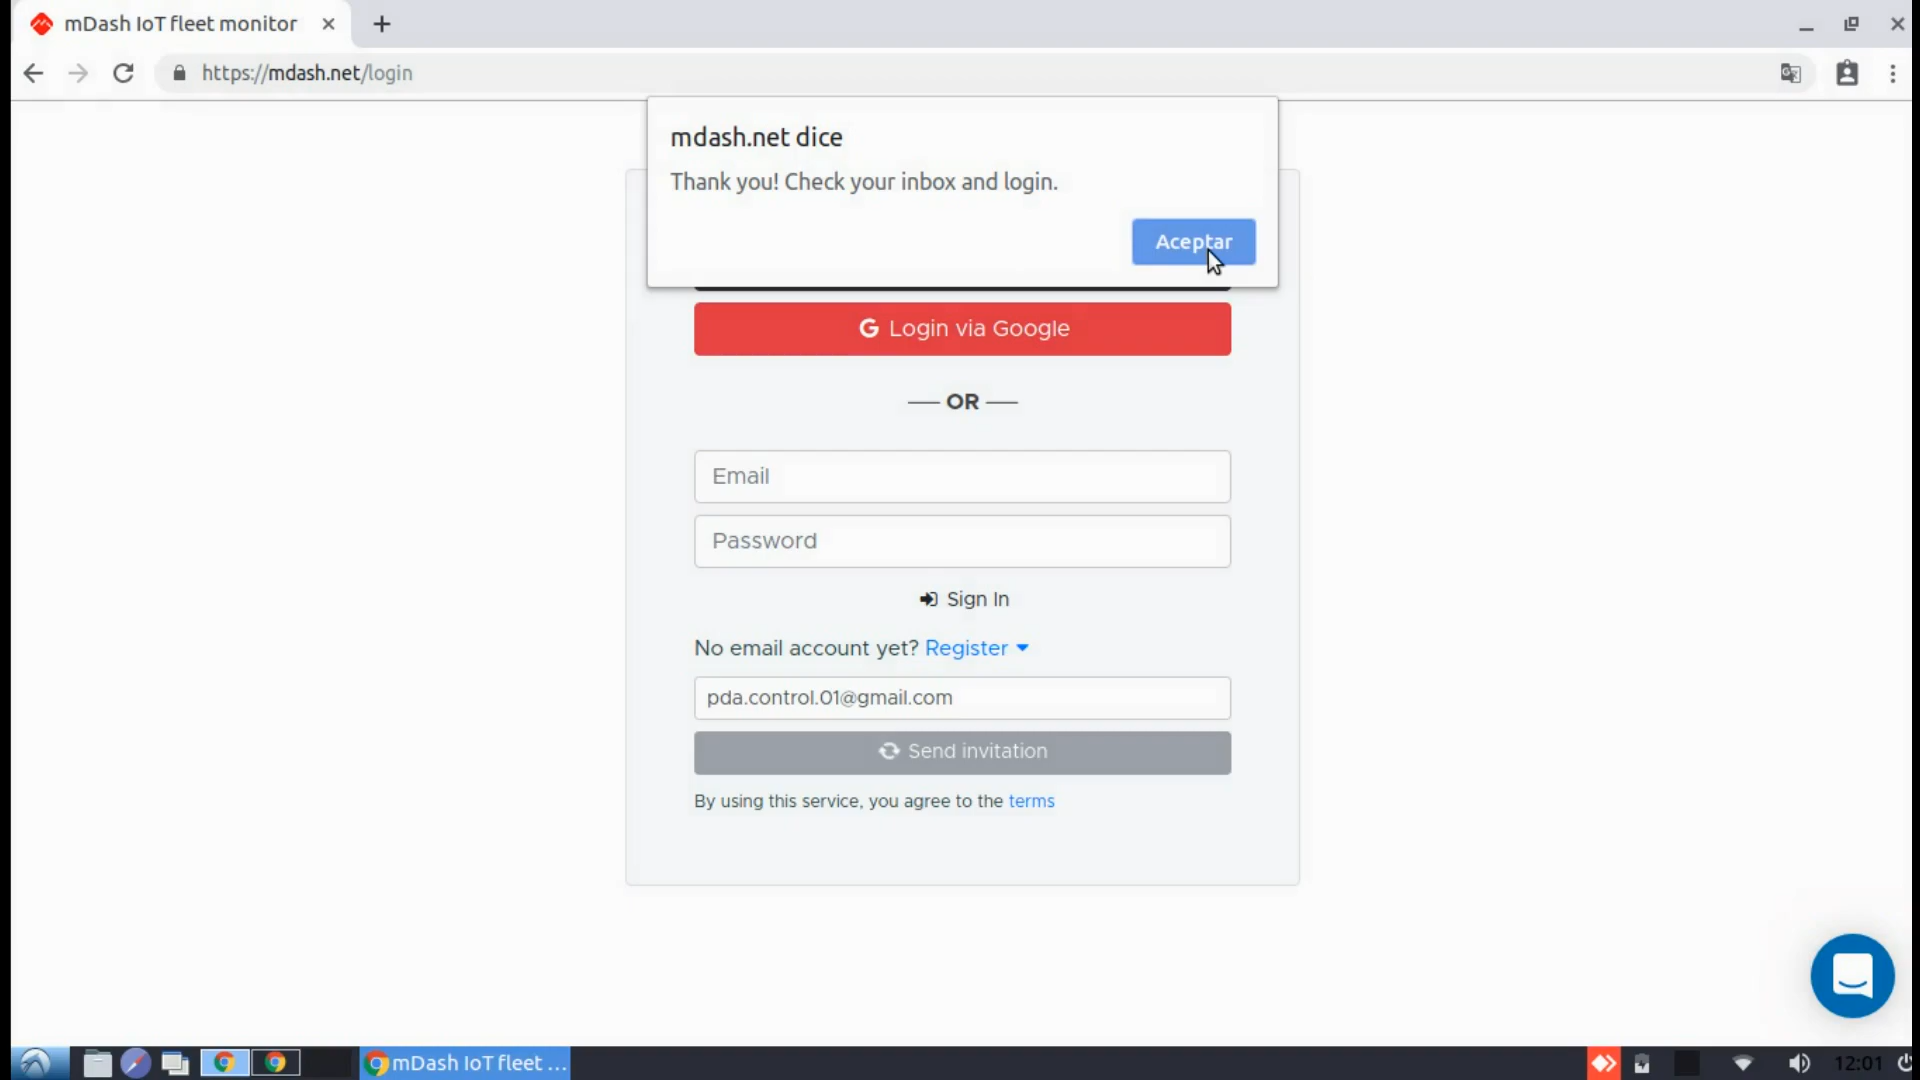 mDash IoT fleet monitor
https://mdash.net/login
mdash.net dice
Thank you! Check your inbox and login.
Aceptar
G Login via Google
OR
Email
Password
Sign In
No email account yet? Register
pda.control.01@gmail.com
Send invitation
By using this service, you agree to the terms
mDash IoT fleet ...
12:01